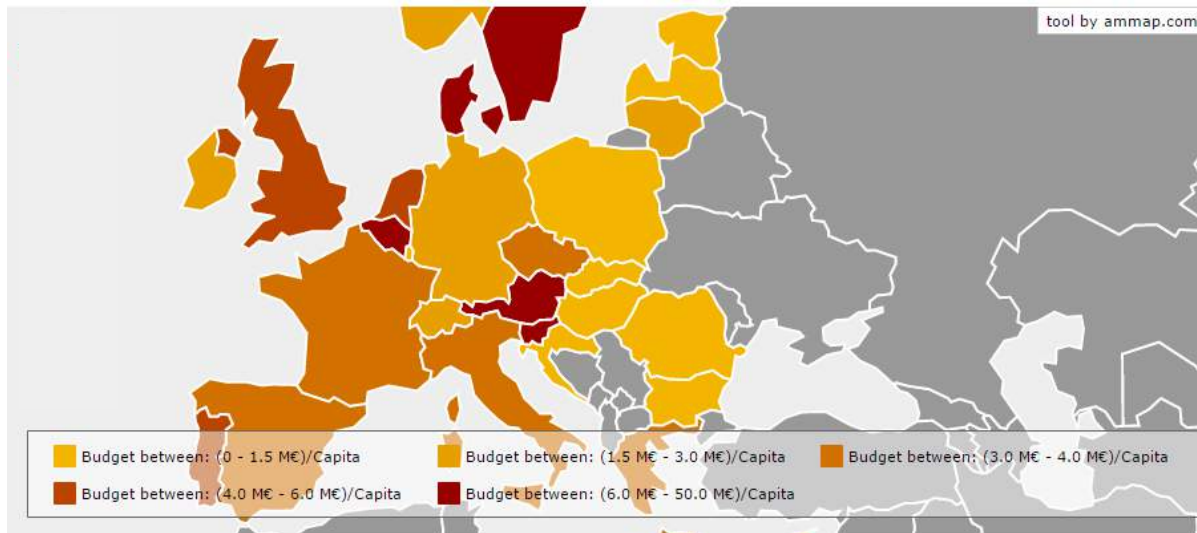 tool by ammap.com
Budget between: (0 - 1.5 M€)/Capita
Budget between: (1.5 M€ - 3.0 M€)/Capita
Budget between: (3.0 M€ - 4.0 M€)/Capita
Budget between: (4.0 M€ - 6.0 M€)/Capita
Budget between: (6.0 M€ - 50.0 M€)/Capita